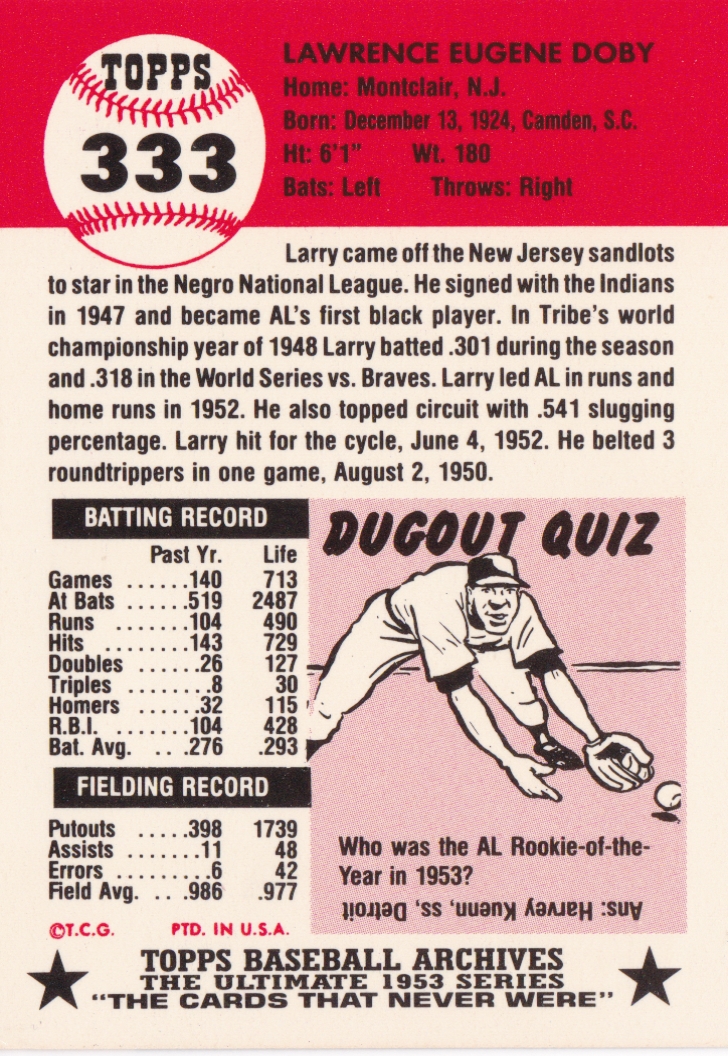 TOPPS
333
LAWRENCE EUGENE DOBY
Home: Montclair, N.J.
Born: December 13, 1924, Camden, S.C.
Ht: 6'1" Wt. 180
Bats: Left Throws: Right
Larry came off the New Jersey sandlots
to star in the Negro National League. He signed with the Indians
in 1947 and became AL's first black player. In Tribe's world
championship year of 1948 Larry batted .301 during the season
and .318 in the World Series vs. Braves. Larry led AL in runs and
home runs in 1952. He also topped circuit with .541 slugging
percentage. Larry hit for the cycle, June 4, 1952. He belted 3
roundtrippers in one game, August 2, 1950.
BATTING RECORD
Past Yr. Life
Games ......140 713
At Bats ......519 2487
Runs .......104 490
Hits ........143 729
Doubles ......26 127
Triples .......8 30
Homers ......32 115
R.B.I. ......104 428
Bat. Avg. ...276 .293
FIELDING RECORD
Putouts .....398 1739
Assists .......11 48
Errors .........6 42
Field Avg. ...986 .977
DUGOUT QUIZ
Who was the AL Rookie-of-the-
Year in 1953?
Ans: Harvey Kuenn, ss, Detroit
©T.C.G. PTD. IN U.S.A.
TOPPS BASEBALL ARCHIVES
THE ULTIMATE 1953 SERIES
"THE CARDS THAT NEVER WERE"